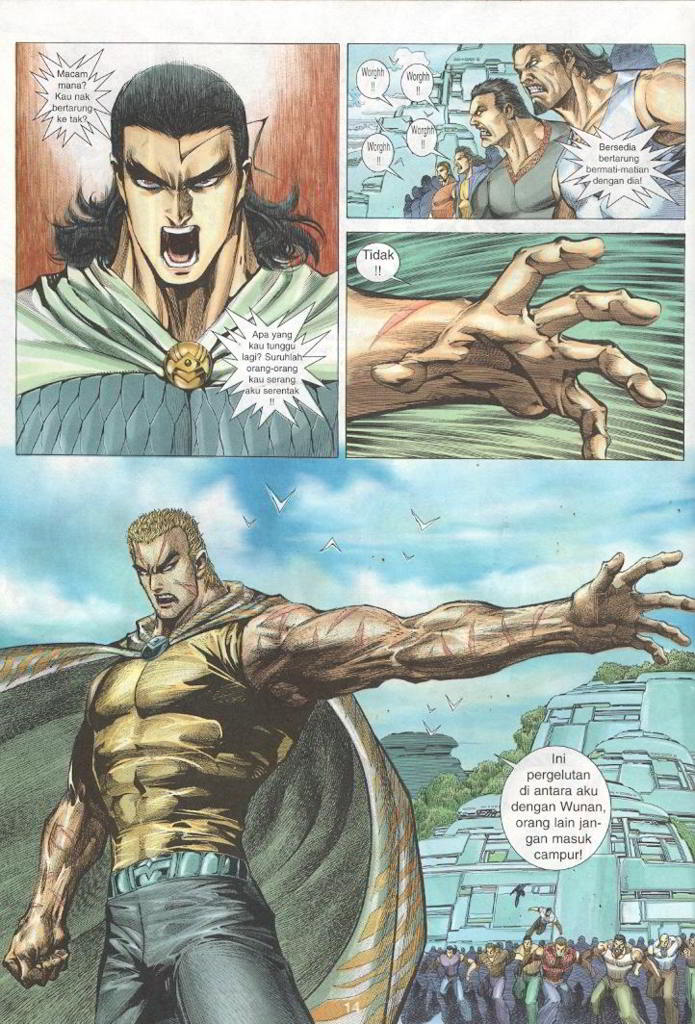 Macam
mana?
Kau nak
bertarung
ke tak?
Apa yang
kau tunggu
lagi? Suruhlah
orang-orang
kau serang
aku serentak
!!
Worghh
!!
Worghh
!!
Worghh
!!
Worghh
!!
Bersedia
bertarung
bermati-matian
dengan dia!
Tidak
!!
Ini
pergelutan
di antara aku
dengan Wunan,
orang lain jan-
gan masuk
campur!
14